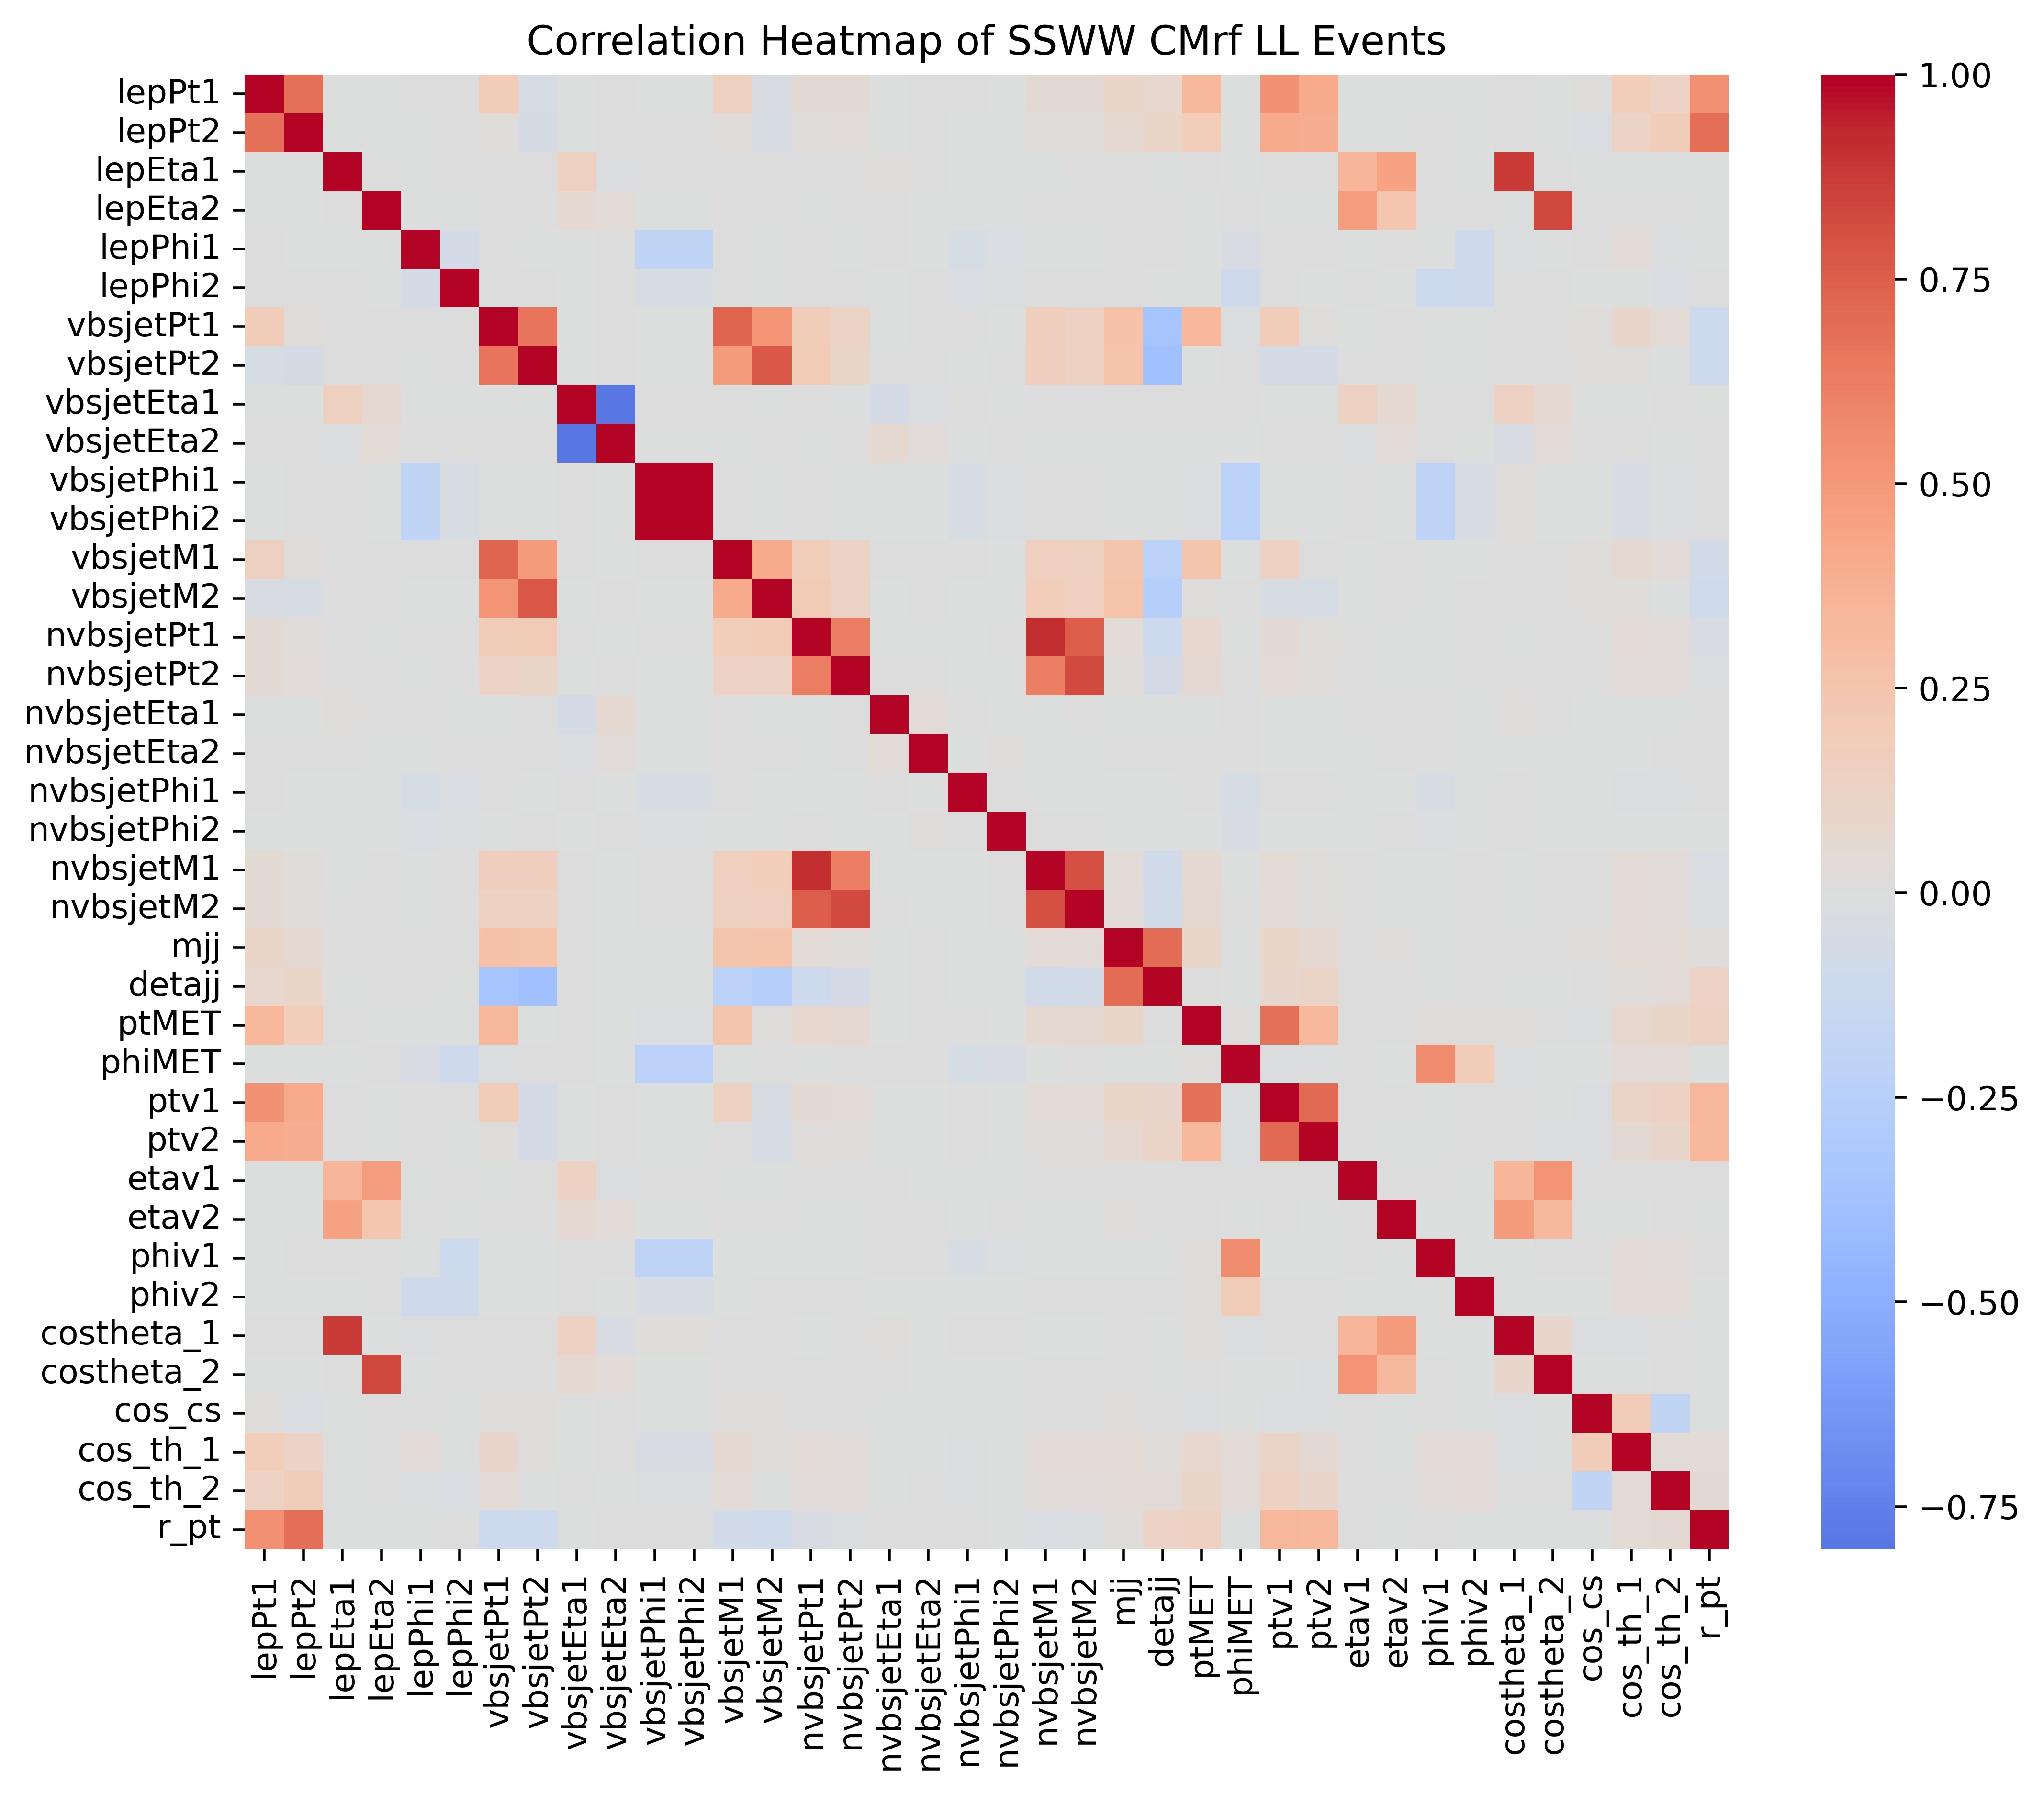 Correlation Heatmap of SSWW CMrf LL Events
lepPt1
lepPt2
lepEta1
lepEta2
lepPhi1
lepPhi2
vbsjetPt1
vbsjetPt2
vbsjetEta1
vbsjetEta2
vbsjetPhi1
vbsjetPhi2
vbsjetM1
vbsjetM2
nvbsjetPt1
nvbsjetPt2
nvbsjetEta1
nvbsjetEta2
nvbsjetPhi1
nvbsjetPhi2
nvbsjetM1
nvbsjetM2
mjj
detajj
ptMET
phiMET
ptv1
ptv2
etav1
etav2
phiv1
phiv2
costheta_1
costheta_2
cos_cs
cos_th_1
cos_th_2
r_pt
lepPt1
lepPt2
lepEta1
lepEta2
lepPhi1
lepPhi2
vbsjetPt1
vbsjetPt2
vbsjetEta1
vbsjetEta2
vbsjetPhi1
vbsjetPhi2
vbsjetM1
vbsjetM2
nvbsjetPt1
nvbsjetPt2
nvbsjetEta1
nvbsjetEta2
nvbsjetPhi1
nvbsjetPhi2
nvbsjetM1
nvbsjetM2
mjj
detajj
ptMET
phiMET
ptv1
ptv2
etav1
etav2
phiv1
phiv2
costheta_1
costheta_2
cos_cs
cos_th_1
cos_th_2
r_pt
1.00
0.75
0.50
0.25
0.00
−0.25
−0.50
−0.75